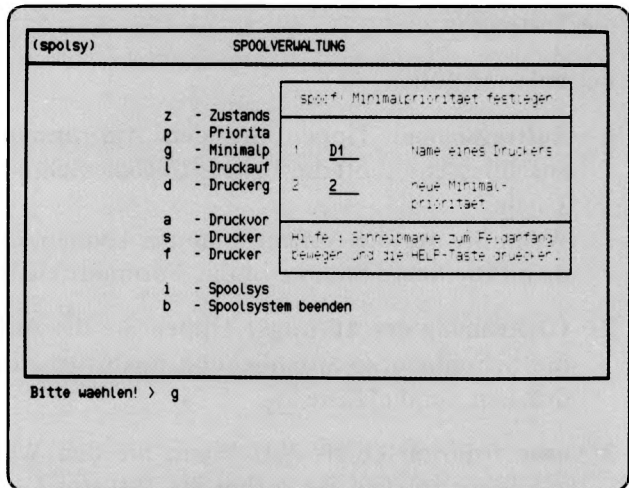 (spolsy) SPOOLVERWALTUNG
spoof: Minimalprioritaet festlegen
z - Zustands
p - Priorita
g - Minimalp
- Druckauf
d - Druckerg
1 D1 Name eines Druckers
2 2 neue Minimal-
prioritaet
a - Druckvor
s - Drucker
f - Drucker
Hilfe: Schreibmarke zum Feldanfang
bewegen und die HELP-Taste druecken.
i - Spoolsys
b - Spoolsystem beenden
Bitte waehlen! > g